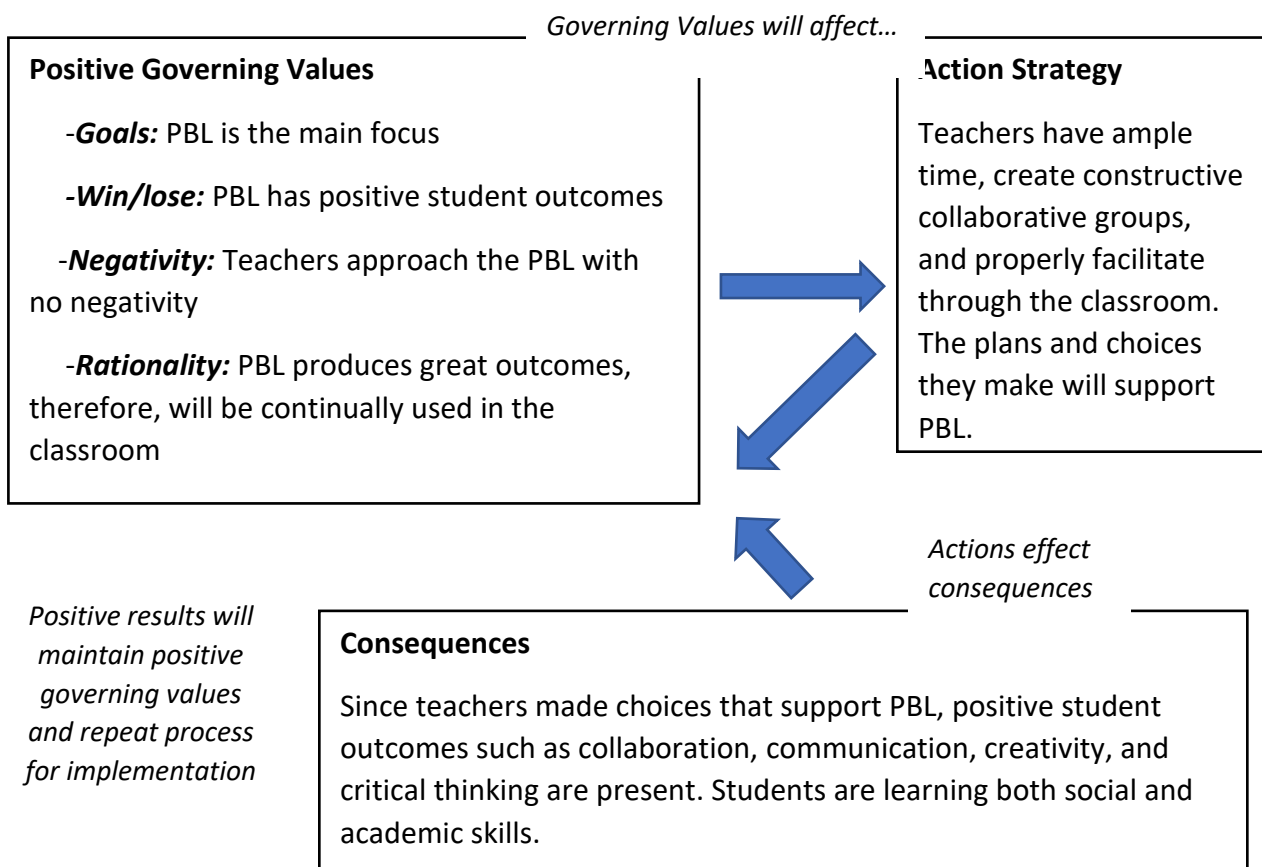 Governing Values will affect…
Positive Governing Values
-Goals: PBL is the main focus
-Win/lose: PBL has positive student outcomes
-Negativity: Teachers approach the PBL with
no negativity
-Rationality: PBL produces great outcomes,
therefore, will be continually used in the
classroom
Action Strategy
Teachers have ample
time, create constructive
collaborative groups,
and properly facilitate
through the classroom.
The plans and choices
they make will support
PBL.
Actions effect
consequences
Positive results will
maintain positive
governing values
and repeat process
for implementation
Consequences
Since teachers made choices that support PBL, positive student
outcomes such as collaboration, communication, creativity, and
critical thinking are present. Students are learning both social and
academic skills.